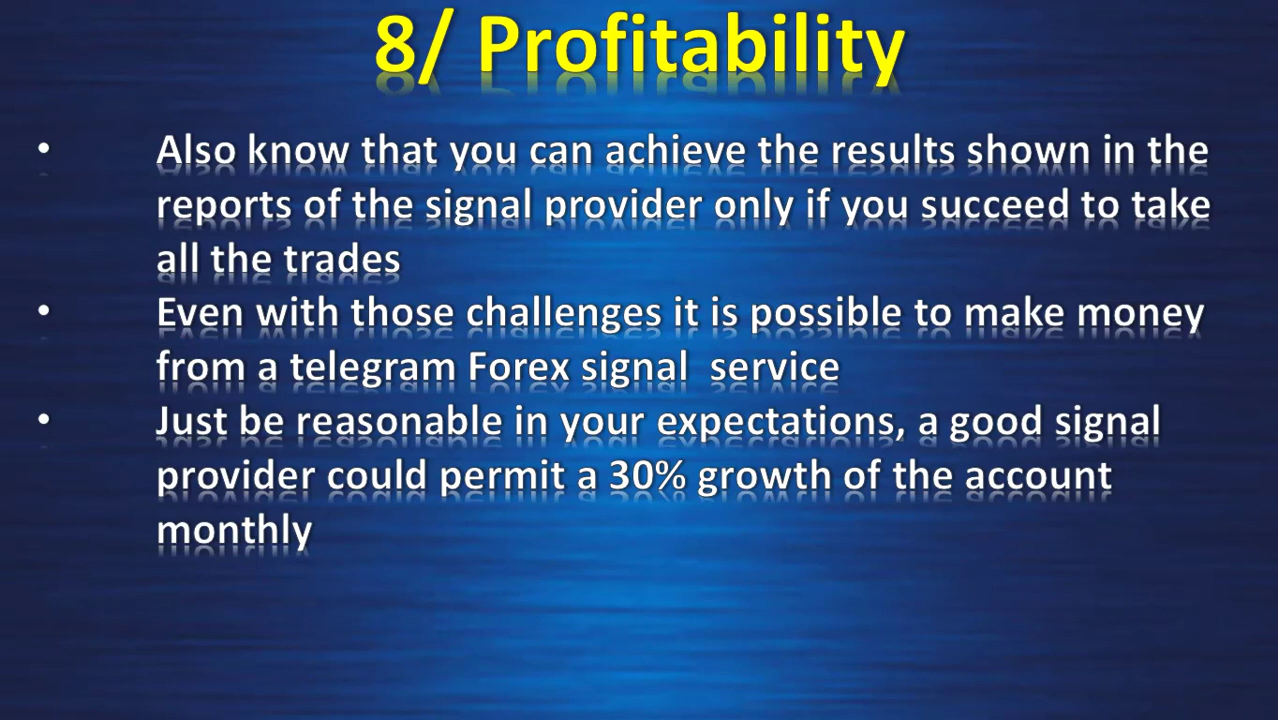 8/ Profitability
• Also know that you can achieve the results shown in the
reports of the signal provider only if you succeed to take
all the trades
• Even with those challenges it is possible to make money
from a telegram Forex signal  service
• Just be reasonable in your expectations, a good signal
provider could permit a 30% growth of the account
monthly